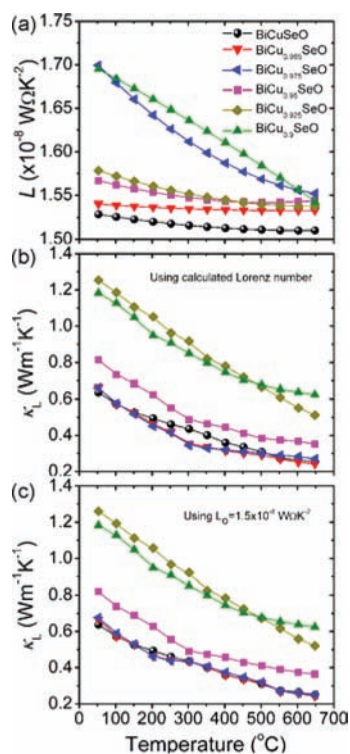 (a)
BiCuSeO
BiCu₀.₉₈₅SeO
BiCu₀.₉₇₅SeO
BiCu₀.₉₅SeO
BiCu₀.₉₂₅SeO
BiCu₀.₉SeO
L (x10⁻⁸ WΩK⁻²)
1.75
1.70
1.65
1.60
1.55
1.50
(b)
Using calculated Lorenz number
κL (Wm⁻¹K⁻¹)
1.4
1.2
1.0
0.8
0.6
0.4
0.2
(c)
Using L₀=1.5x10⁻⁸ WΩK⁻²
κL (Wm⁻¹K⁻¹)
1.4
1.2
1.0
0.8
0.6
0.4
0.2
0 100 200 300 400 500 600 700
Temperature (°C)